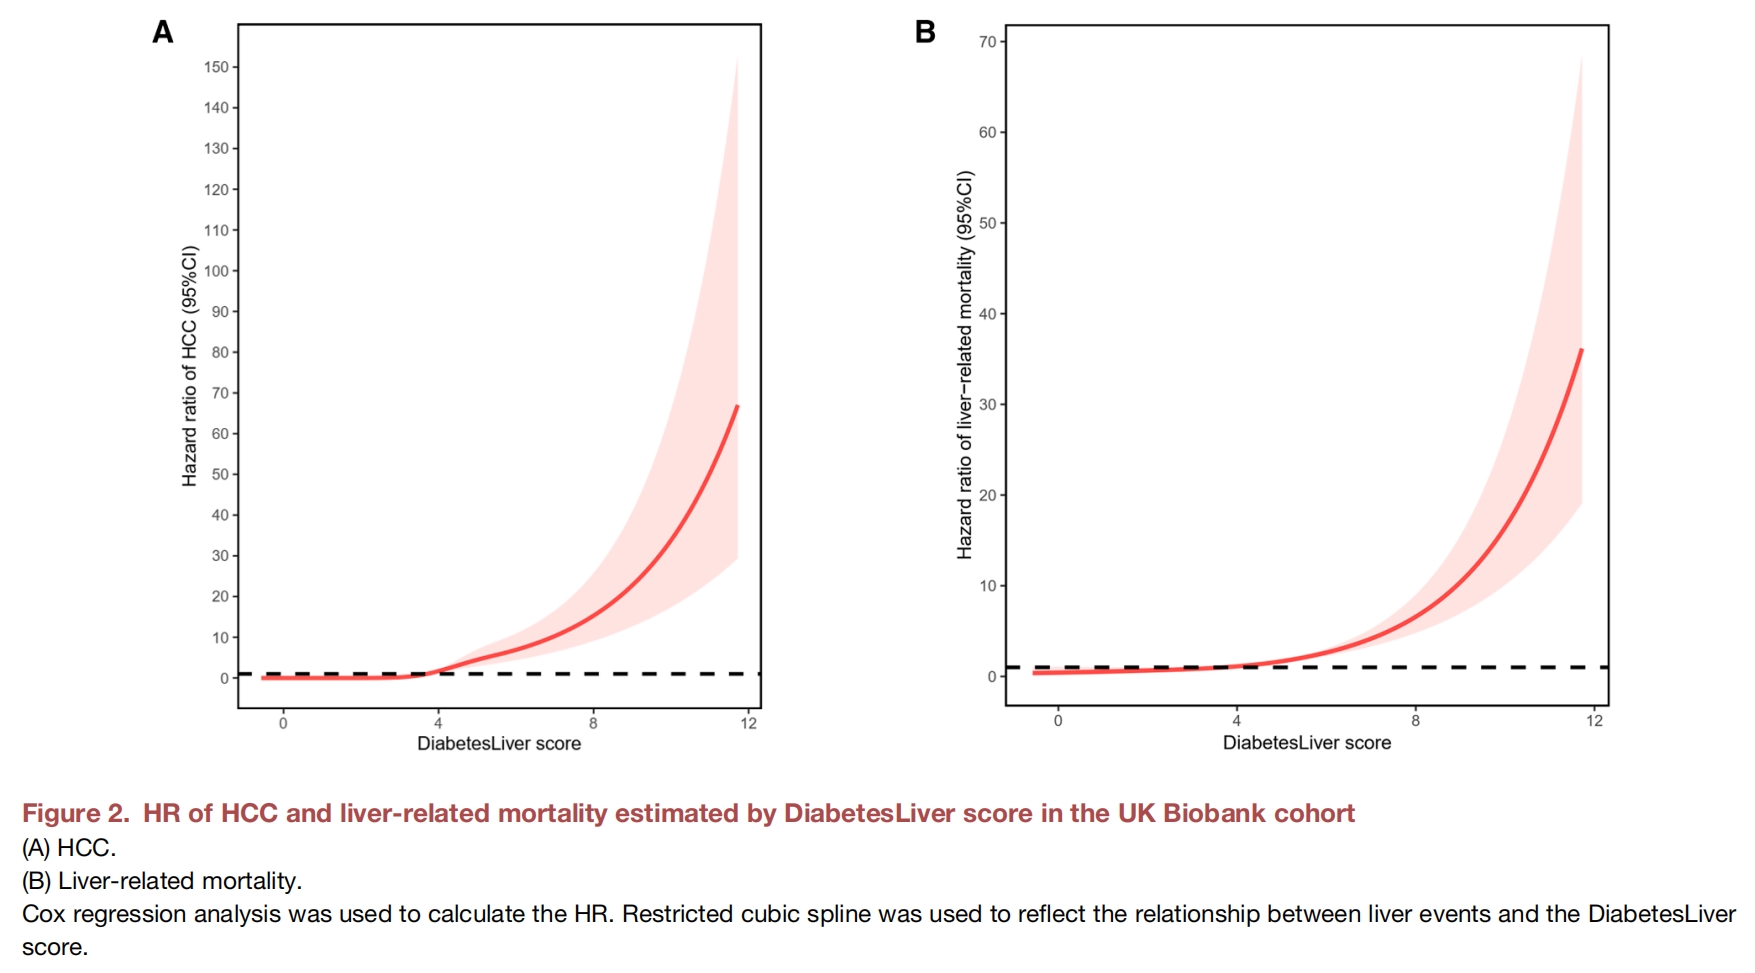 A
150
140
130
120
110
100
90
80
70
60
50
40
30
20
10
0
Hazard ratio of HCC (95%CI)
0 4 8 12
DiabetesLiver score
B
70
60
50
40
30
20
10
0
Hazard ratio of liver−related mortality (95%CI)
0 4 8 12
DiabetesLiver score
Figure 2. HR of HCC and liver-related mortality estimated by DiabetesLiver score in the UK Biobank cohort
(A) HCC.
(B) Liver-related mortality.
Cox regression analysis was used to calculate the HR. Restricted cubic spline was used to reflect the relationship between liver events and the DiabetesLiver
score.